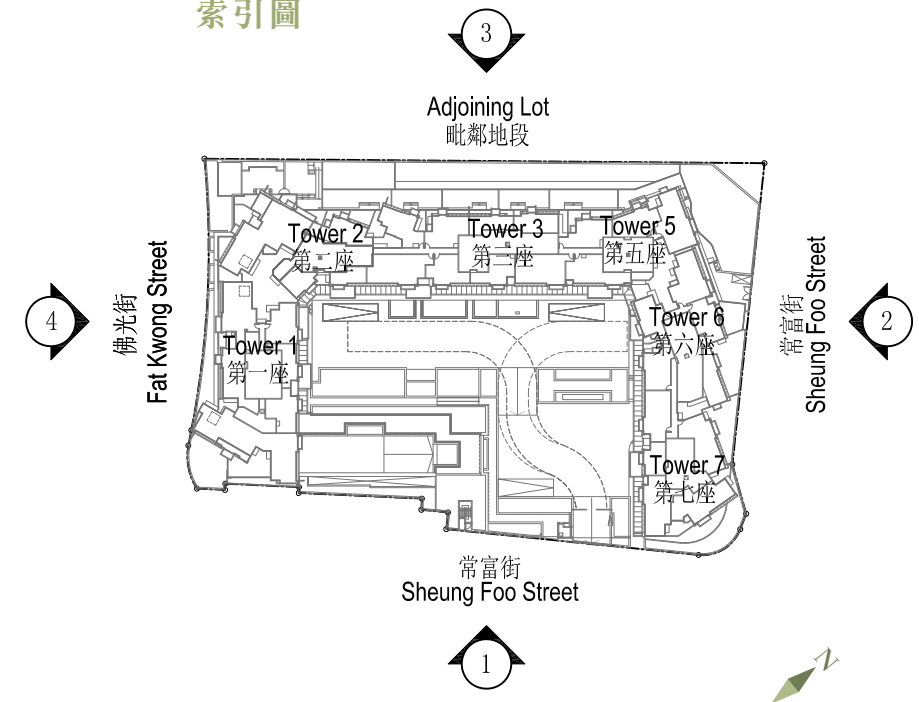 索引圖
3
Adjoining Lot
毗鄰地段
Tower 2
第二座
Tower 3
第三座
Tower 5
第五座
4
佛光街
Fat Kwong Street
Tower 1
第一座
Tower 6
第六座
常富街
Sheung Foo Street
2
Tower 7
第七座
常富街
Sheung Foo Street
1
N